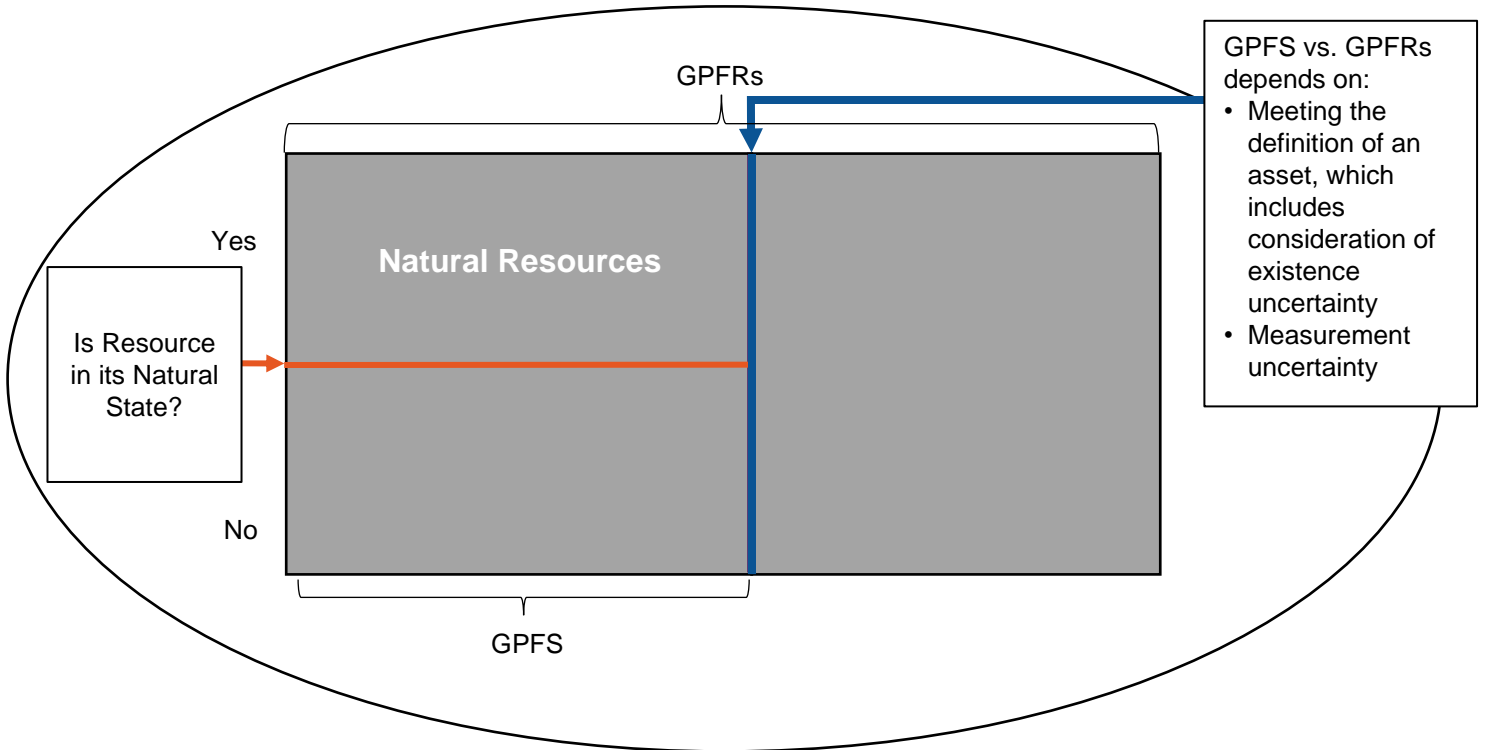 GPFRs
GPFS vs. GPFRs
depends on:
• Meeting the
definition of an
asset, which
includes
consideration of
existence
uncertainty
• Measurement
uncertainty
Yes
Natural Resources
Is Resource
in its Natural
State?
No
GPFS